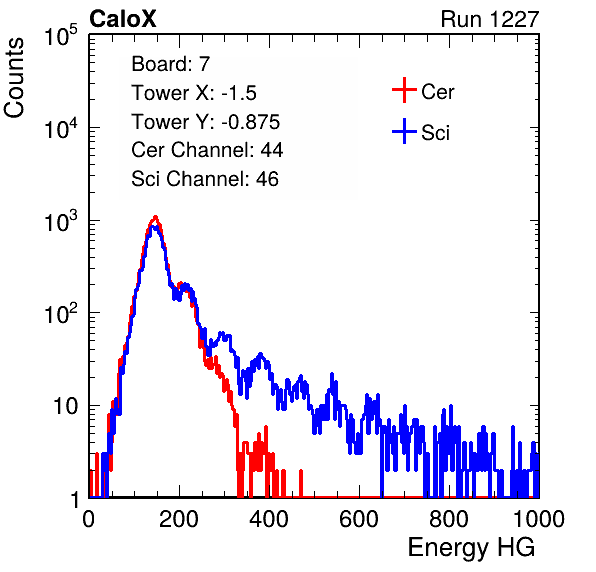 CaloX Run 1227
Counts
10^5
10^4
10^3
10^2
10
1
Board: 7
Tower X: -1.5
Tower Y: -0.875
Cer Channel: 44
Sci Channel: 46
Cer
Sci
0 200 400 600 800 1000
Energy HG